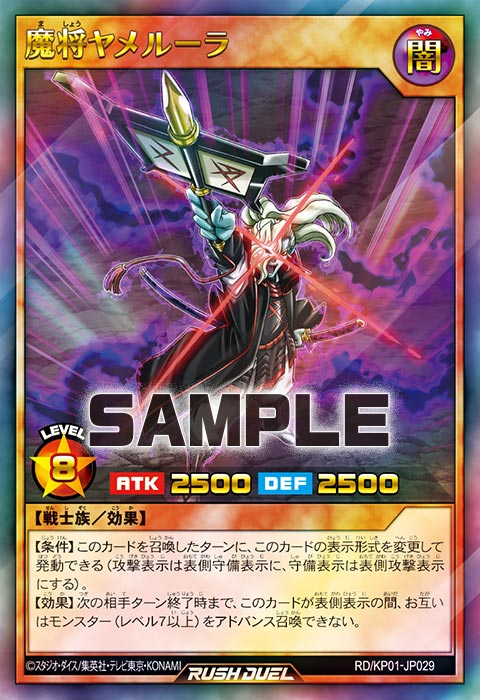 魔将ヤメルーラ
闇
SAMPLE
LEVEL
8
ATK 2500 DEF 2500
【戦士族／効果】
【条件】このカードを召喚したターンに、このカードの表示形式を変更して
発動できる（攻撃表示は表側守備表示に、守備表示は表側攻撃表示
にする）。
【効果】次の相手ターン終了時まで、このカードが表側表示の間、お互い
はモンスター（レベル7以上）をアドバンス召喚できない。
©スタジオ・ダイス/集英社・テレビ東京・KONAMI
RUSH DUEL
RD/KP01-JP029